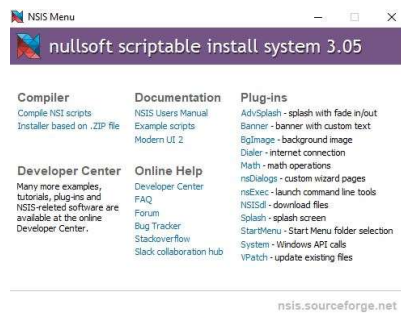 NSIS Menu
nullsoft scriptable install system 3.05
Compiler
Compile NSI scripts
Installer based on .ZIP file
Documentation
NSIS Users Manual
Example scripts
Modern UI 2
Plug-ins
AdvSplash - splash with fade in/out
Banner - banner with custom text
BgImage - background image
Dialer - internet connection
Math - math operations
nsDialogs - custom wizard pages
nsExec - launch command line tools
NSISdl - download files
Splash - splash screen
StartMenu - Start Menu folder selection
System - Windows API calls
VPatch - update existing files
Developer Center
Many more examples,
tutorials, plug-ins and
NSIS-releted software are
available at the online
Developer Center.
Online Help
Developer Center
FAQ
Forum
Bug Tracker
Stackoverflow
Slack collaboration hub
nsis.sourceforge.net